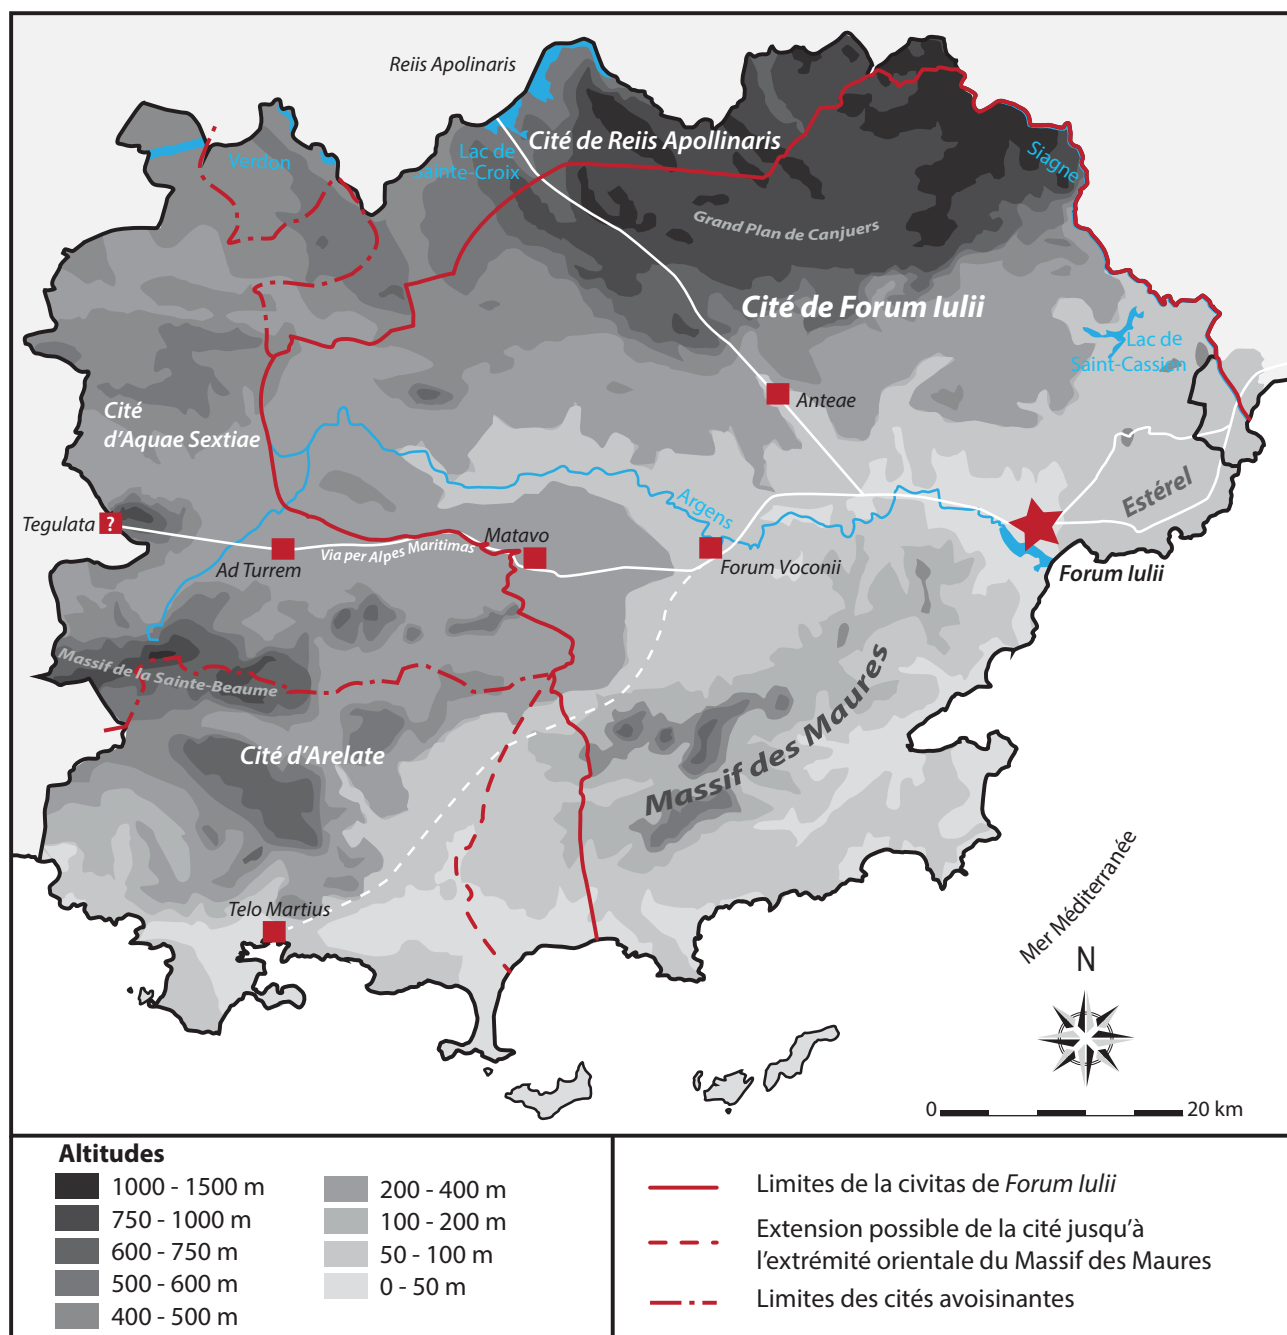 Reiis Apolinaris
Cité de Reiis Apollinaris
Verdon
Lac de
Sainte-Croix
Siagne
Grand Plan de Canjuers
Cité de Forum Iulii
Lac de
Saint-Cassien
Anteae
Cité
d'Aquae Sextiae
Estérel
Argens
Tegulata
?
Matavo
Via per Alpes Maritimas
Ad Turrem
Forum Voconii
Forum Iulii
Massif de la Sainte-Beaume
Massif des Maures
Cité d'Arelate
Telo Martius
Mer Méditerranée
N
0
20 km
Altitudes
1000 - 1500 m
750 - 1000 m
600 - 750 m
500 - 600 m
400 - 500 m
200 - 400 m
100 - 200 m
50 - 100 m
0 - 50 m
Limites de la civitas de Forum Iulii
Extension possible de la cité jusqu'à
l'extrémité orientale du Massif des Maures
Limites des cités avoisinantes